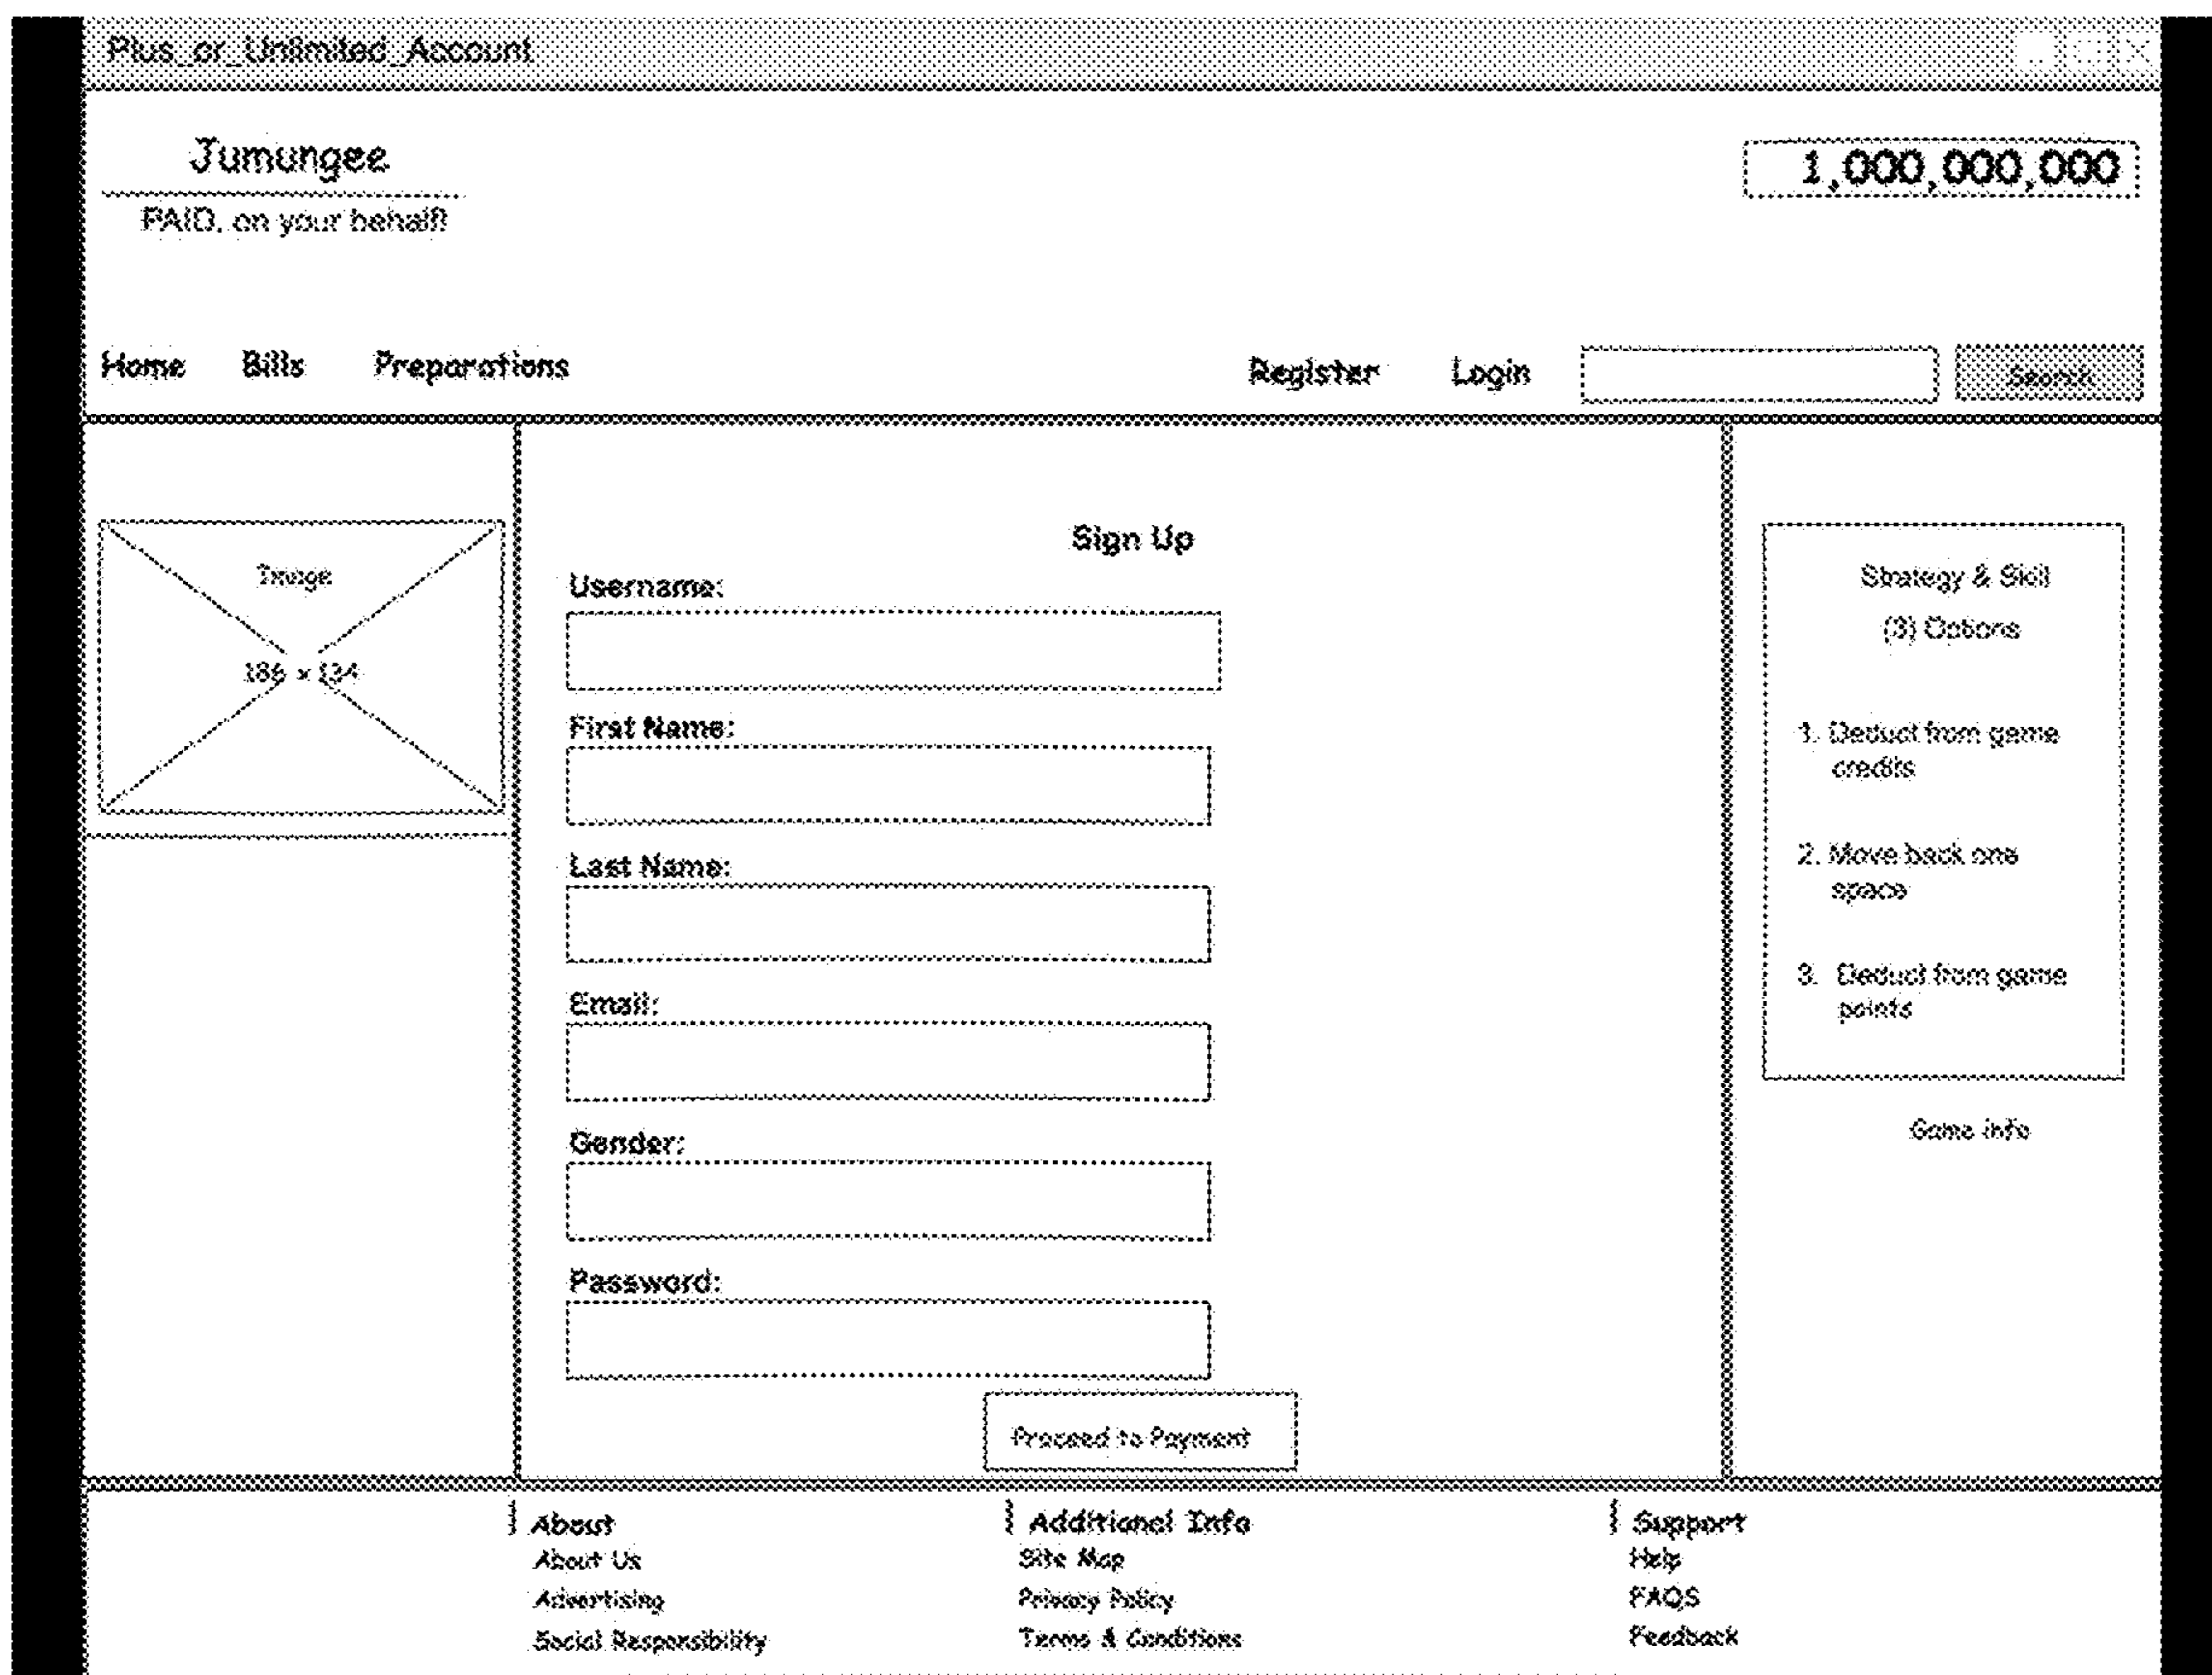 Plus_or_Unlimited_Account
Jumungee
1,000,000,000
PAID, on your behalf!
Home Bills Preparations Register Login Search
Image
186 x 134
Sign Up
Username:
First Name:
Last Name:
Email:
Gender:
Password:
Proceed to Payment
Strategy & Skill
(3) Options
1. Deduct from game
credits
2. Move back one
space
3. Deduct from game
points
Game info
About
About Us
Advertising
Social Responsibility
Additional Info
Site Map
Privacy Policy
Terms & Conditions
Support
Help
FAQS
Feedback